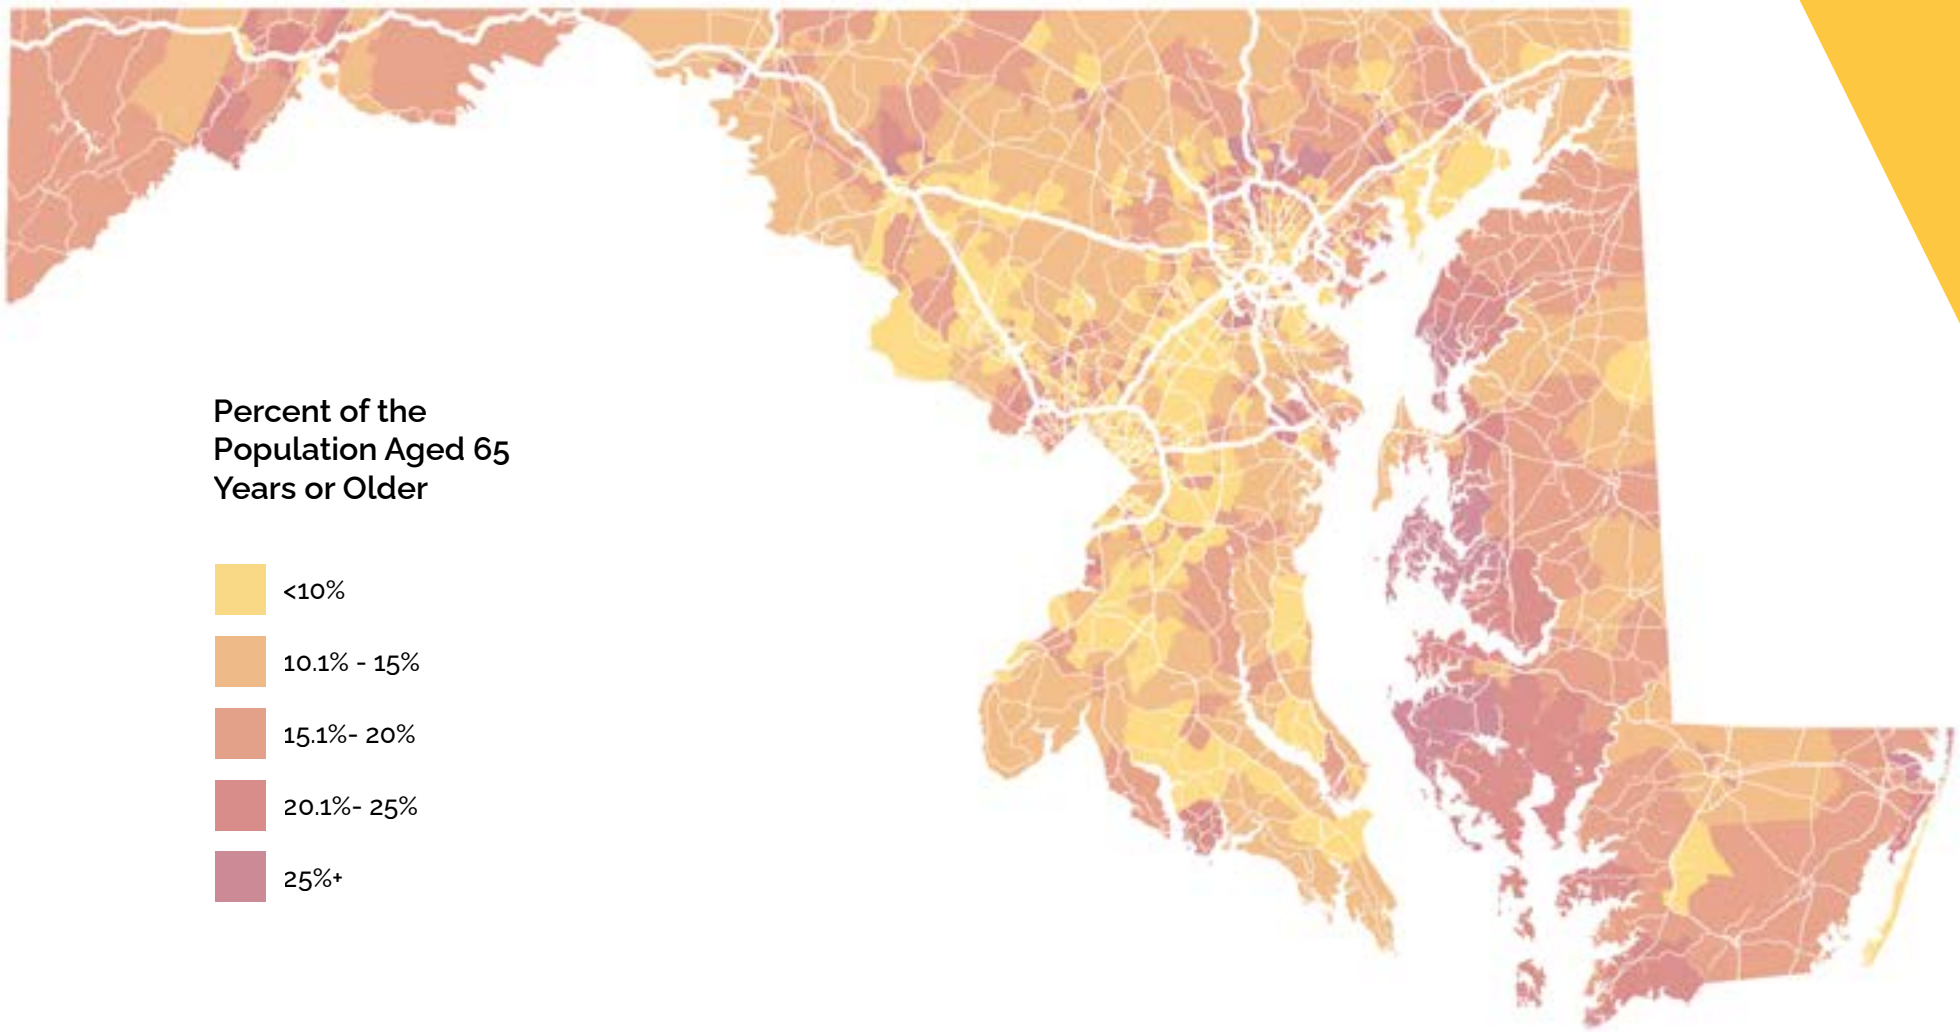 Percent of the
Population Aged 65
Years or Older
<10%
10.1% - 15%
15.1%- 20%
20.1%- 25%
25%+